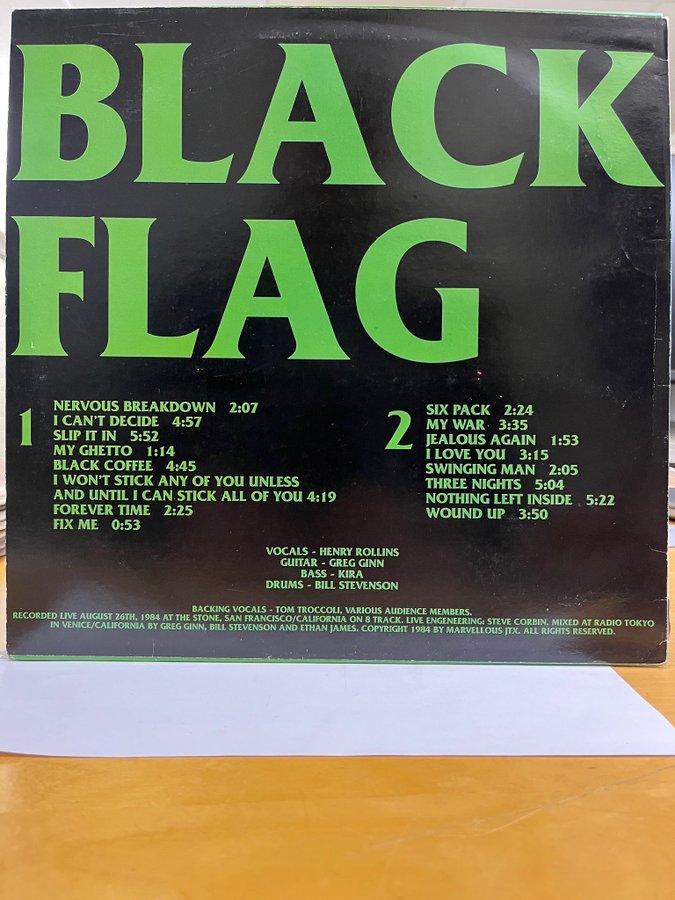 BLACK
FLAG
1
NERVOUS BREAKDOWN 2:07
I CAN'T DECIDE 4:57
SLIP IT IN 5:52
MY GHETTO 1:14
BLACK COFFEE 4:45
I WON'T STICK ANY OF YOU UNLESS
AND UNTIL I CAN STICK ALL OF YOU 4:19
FOREVER TIME 2:25
FIX ME 0:53
2
SIX PACK 2:24
MY WAR 3:35
JEALOUS AGAIN 1:53
I LOVE YOU 3:15
SWINGING MAN 2:05
THREE NIGHTS 5:04
NOTHING LEFT INSIDE 5:22
WOUND UP 3:50
VOCALS - HENRY ROLLINS
GUITAR - GREG GINN
BASS - KIRA
DRUMS - BILL STEVENSON
BACKING VOCALS - TOM TROCCOLI, VARIOUS AUDIENCE MEMBERS.
RECORDED LIVE AUGUST 26TH, 1984 AT THE STONE, SAN FRANCISCO/CALIFORNIA ON 8 TRACK. LIVE ENGENEERING: STEVE CORBIN. MIXED AT RADIO TOKYO
IN VENICE/CALIFORNIA BY GREG GINN, BILL STEVENSON AND ETHAN JAMES. COPYRIGHT 1984 BY MARVELLOUS JTX. ALL RIGHTS RESERVED.